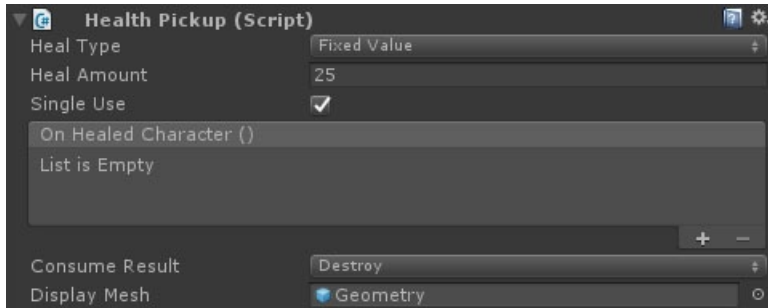 Health Pickup (Script)
Heal Type Fixed Value
Heal Amount 25
Single Use
On Healed Character ()
List is Empty
Consume Result Destroy
Display Mesh Geometry